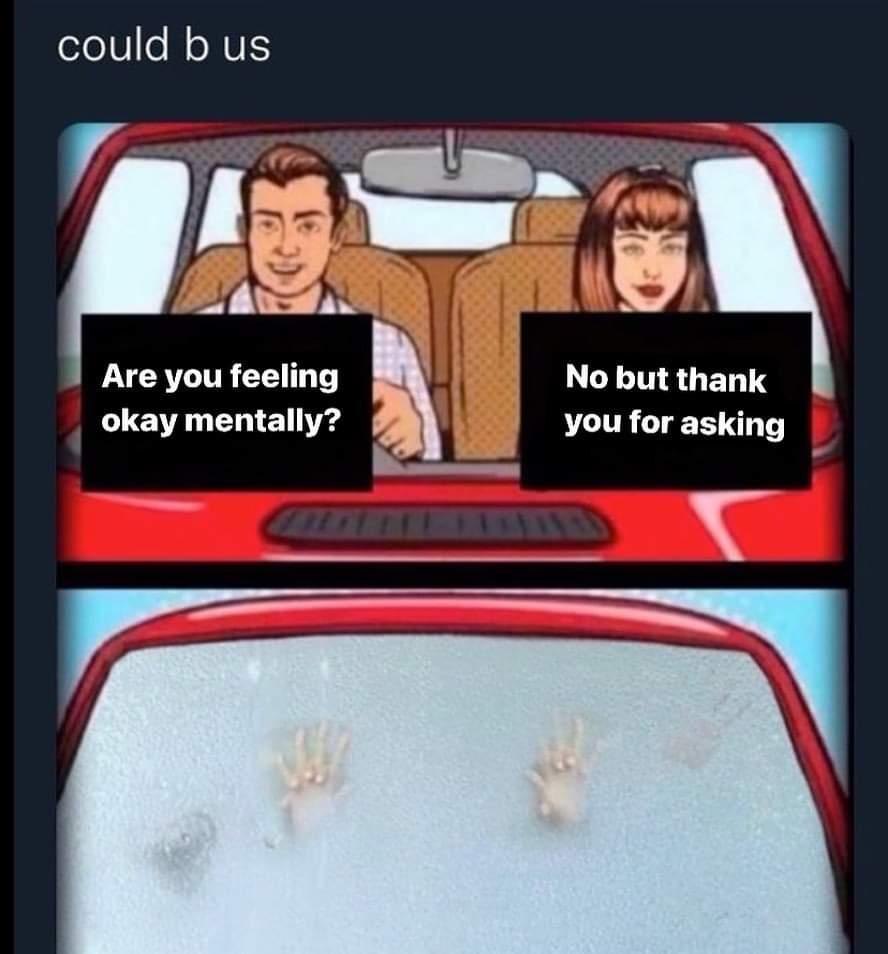 could b us
Are you feeling
okay mentally?
No but thank
you for asking